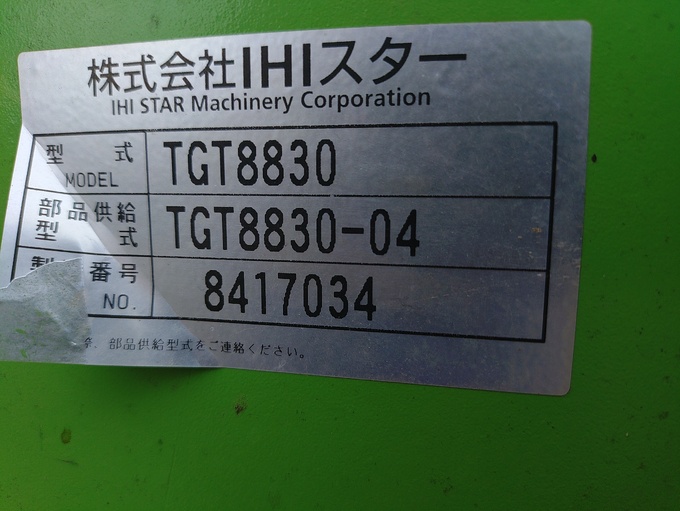 株式会社IHIスター
IHI STAR Machinery Corporation
型 式 TGT8830
MODEL
部品供給 TGT8830-04
型 式
製 番号 8417034
NO.
部品供給型式をご連絡ください。